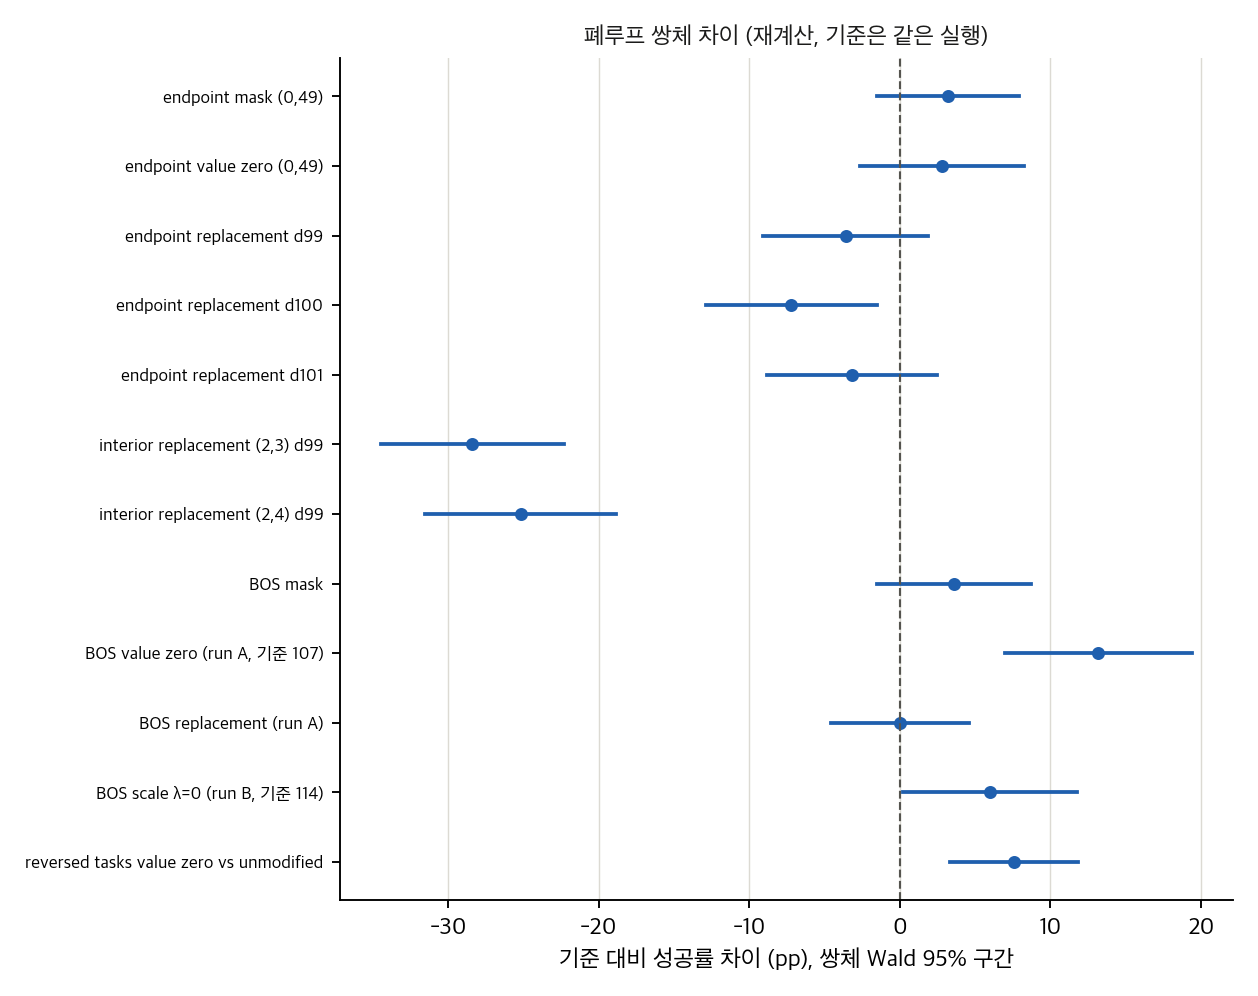 폐루프 쌍체 차이 (재계산, 기준은 같은 실행)
endpoint mask (0,49)
endpoint value zero (0,49)
endpoint replacement d99
endpoint replacement d100
endpoint replacement d101
interior replacement (2,3) d99
interior replacement (2,4) d99
BOS mask
BOS value zero (run A, 기준 107)
BOS replacement (run A)
BOS scale λ=0 (run B, 기준 114)
reversed tasks value zero vs unmodified
-30 -20 -10 0 10 20
기준 대비 성공률 차이 (pp), 쌍체 Wald 95% 구간